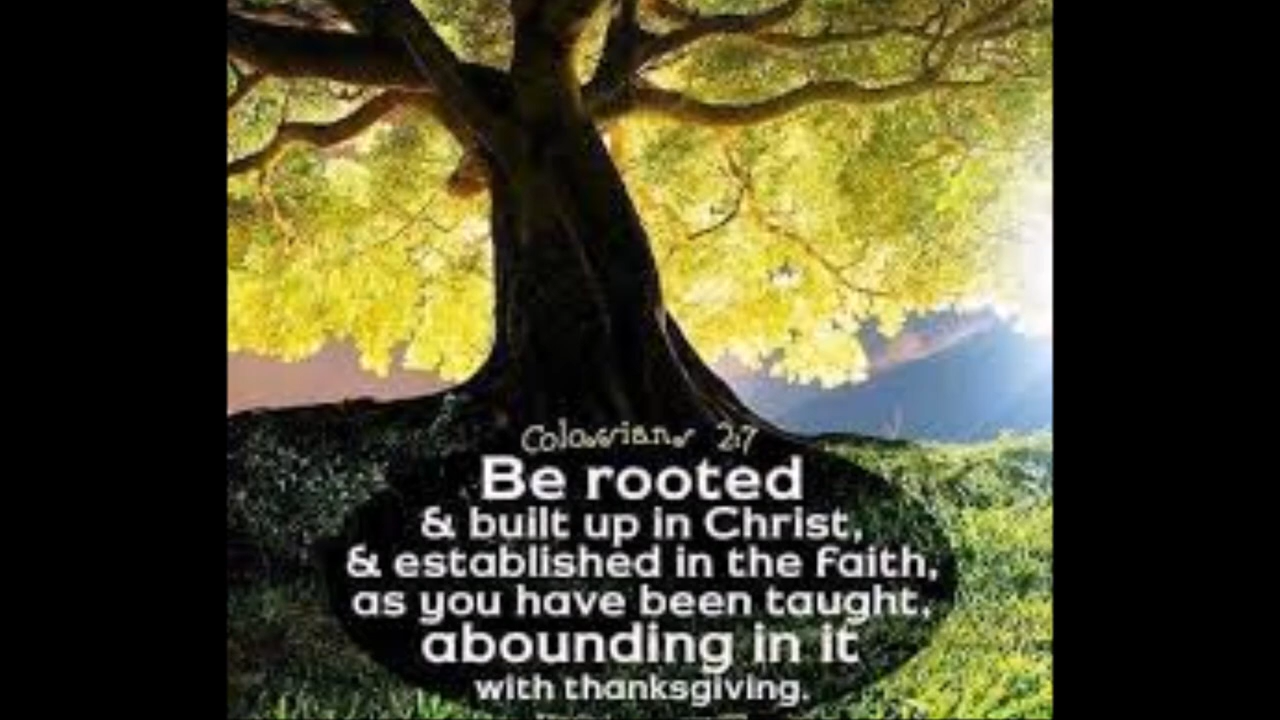 Colossians 2:7
Be rooted
& built up in Christ,
& established in the faith,
as you have been taught,
abounding in it
with thanksgiving.